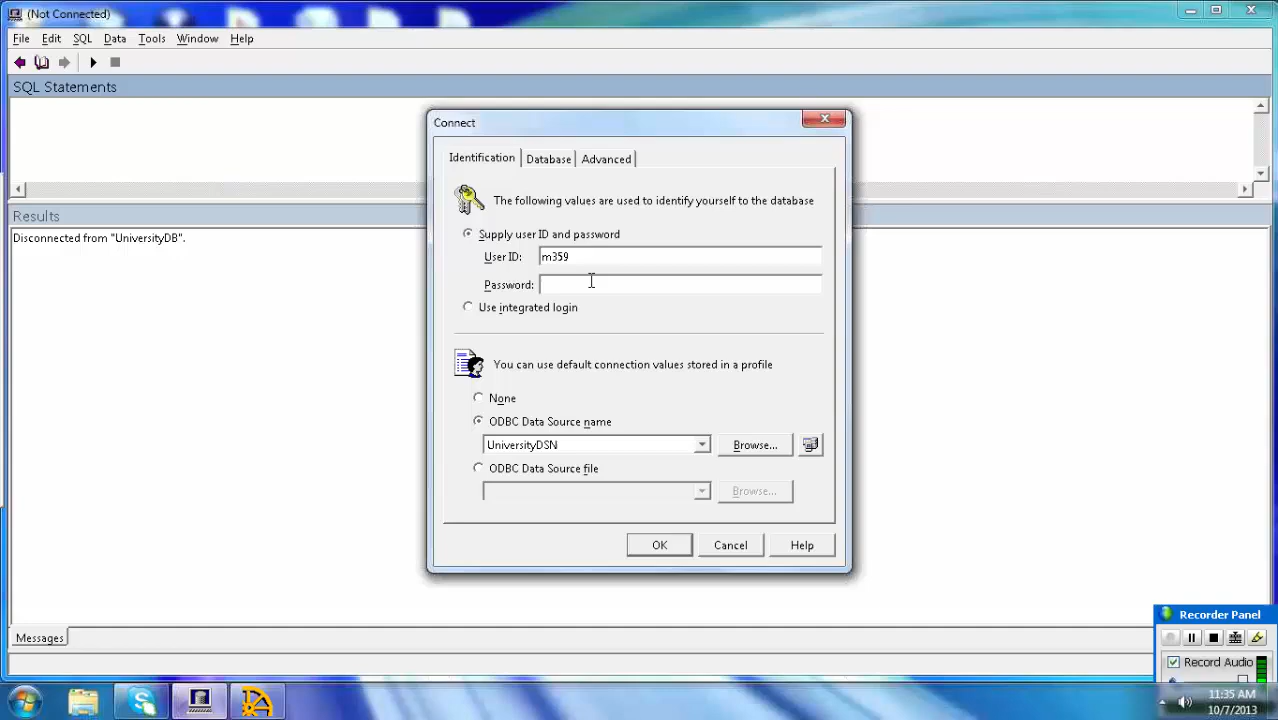 (Not Connected)
File Edit SQL Data Tools Window Help
SQL Statements
Connect
Identification Database Advanced
The following values are used to identify yourself to the database
Supply user ID and password
User ID: m359
Password:
Use integrated login
You can use default connection values stored in a profile
None
ODBC Data Source name
UniversityDSN Browse...
ODBC Data Source file
Browse...
OK Cancel Help
Results
Disconnected from "UniversityDB".
Messages
Recorder Panel
Record Audio
11:35 AM
10/7/2013